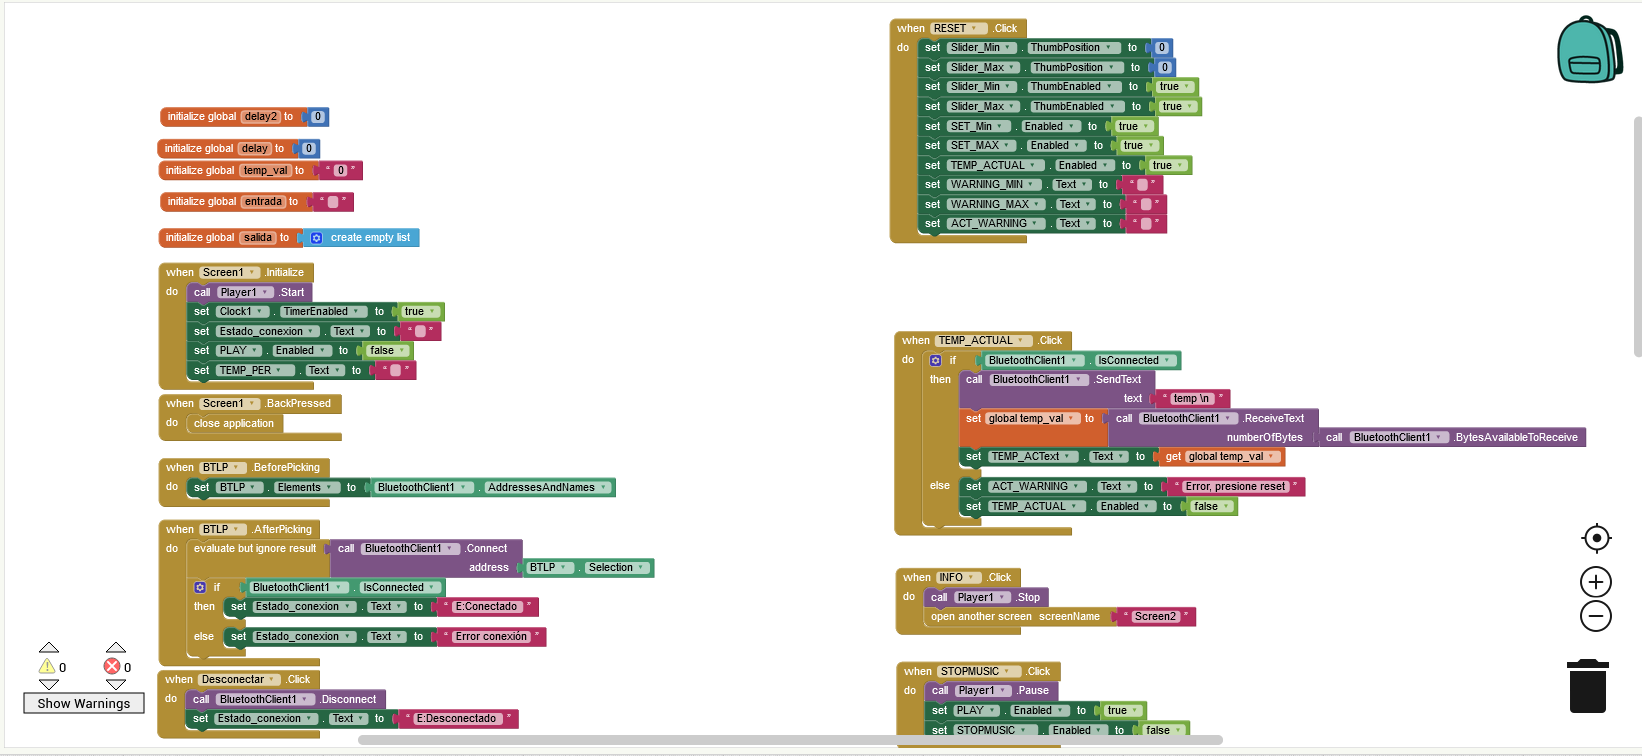 initialize global delay2 to 0
initialize global delay to 0
initialize global temp_val to " 0 "
initialize global entrada to " "
initialize global salida to create empty list
when Screen1 .Initialize
do call Player1 .Start
set Clock1 . TimerEnabled to true
set Estado_conexion . Text to " "
set PLAY . Enabled to false
set TEMP_PER . Text to " "
when Screen1 .BackPressed
do close application
when BTLP .BeforePicking
do set BTLP . Elements to BluetoothClient1 . AddressesAndNames
when BTLP .AfterPicking
do evaluate but ignore result call BluetoothClient1 .Connect
address BTLP . Selection
if BluetoothClient1 . IsConnected
then set Estado_conexion . Text to " E:Conectado "
else set Estado_conexion . Text to " Error conexión "
when Desconectar .Click
do call BluetoothClient1 .Disconnect
set Estado_conexion . Text to " E:Desconectado "
0 0
Show Warnings
when RESET .Click
do set Slider_Min . ThumbPosition to 0
set Slider_Max . ThumbPosition to 0
set Slider_Min . ThumbEnabled to true
set Slider_Max . ThumbEnabled to true
set SET_Min . Enabled to true
set SET_MAX . Enabled to true
set TEMP_ACTUAL . Enabled to true
set WARNING_MIN . Text to " "
set WARNING_MAX . Text to " "
set ACT_WARNING . Text to " "
when TEMP_ACTUAL .Click
do if BluetoothClient1 . IsConnected
then call BluetoothClient1 .SendText
text " temp \n "
set global temp_val to call BluetoothClient1 .ReceiveText
numberOfBytes call BluetoothClient1 .BytesAvailableToReceive
set TEMP_ACText . Text to get global temp_val
else set ACT_WARNING . Text to " Error, presione reset "
set TEMP_ACTUAL . Enabled to false
when INFO .Click
do call Player1 .Stop
open another screen screenName " Screen2 "
when STOPMUSIC .Click
do call Player1 .Pause
set PLAY . Enabled to true
set STOPMUSIC . Enabled to false